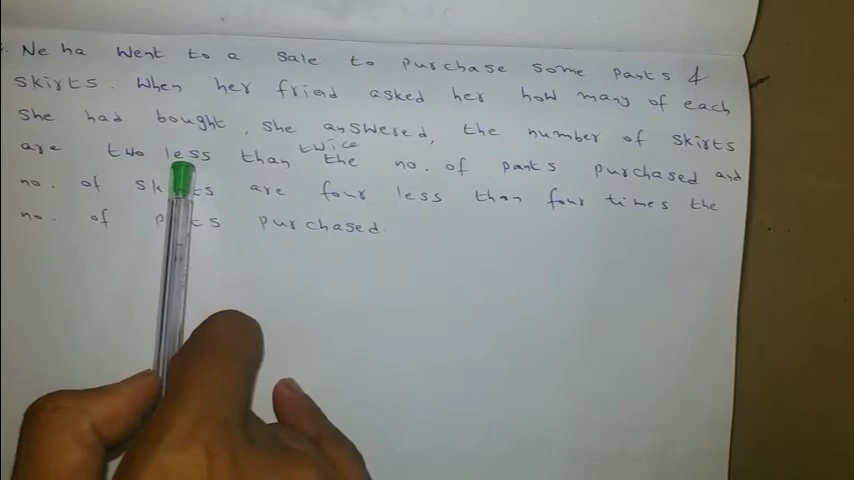 . Neha went to a sale to purchase some pants &
skirts. When her friend asked her how many of each
she had bought, she answered, the number of skirts
are two less than twice the no. of pants purchased and
no. of sk ts are four less than four times the
no. of p ts purchased.